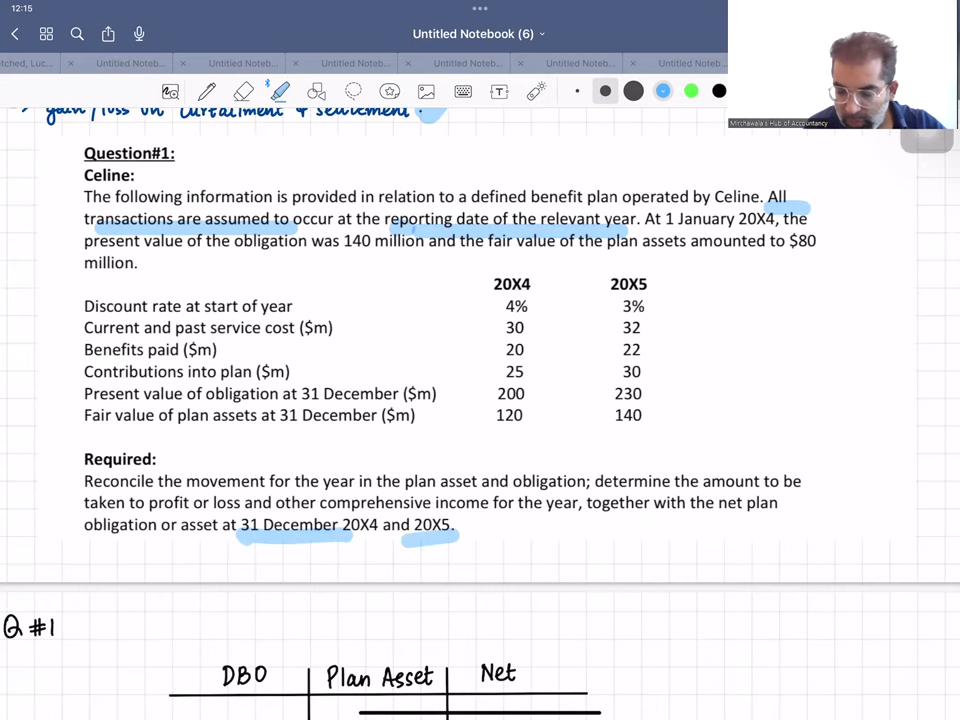 12:15
Untitled Notebook (6)
etched, Luc...
Untitled Noteb...
Untitled Noteb...
Untitled Noteb...
Untitled Noteb...
Untitled Noteb...
gain/loss on curtailment & settlement.
Mirchawala's Hub of Accountancy
Question#1:
Celine:
The following information is provided in relation to a defined benefit plan operated by Celine. All
transactions are assumed to occur at the reporting date of the relevant year. At 1 January 20X4, the
present value of the obligation was 140 million and the fair value of the plan assets amounted to $80
million.
20X4 20X5
Discount rate at start of year 4% 3%
Current and past service cost ($m) 30 32
Benefits paid ($m) 20 22
Contributions into plan ($m) 25 30
Present value of obligation at 31 December ($m) 200 230
Fair value of plan assets at 31 December ($m) 120 140
Required:
Reconcile the movement for the year in the plan asset and obligation; determine the amount to be
taken to profit or loss and other comprehensive income for the year, together with the net plan
obligation or asset at 31 December 20X4 and 20X5.
Q #1
DBO Plan Asset Net